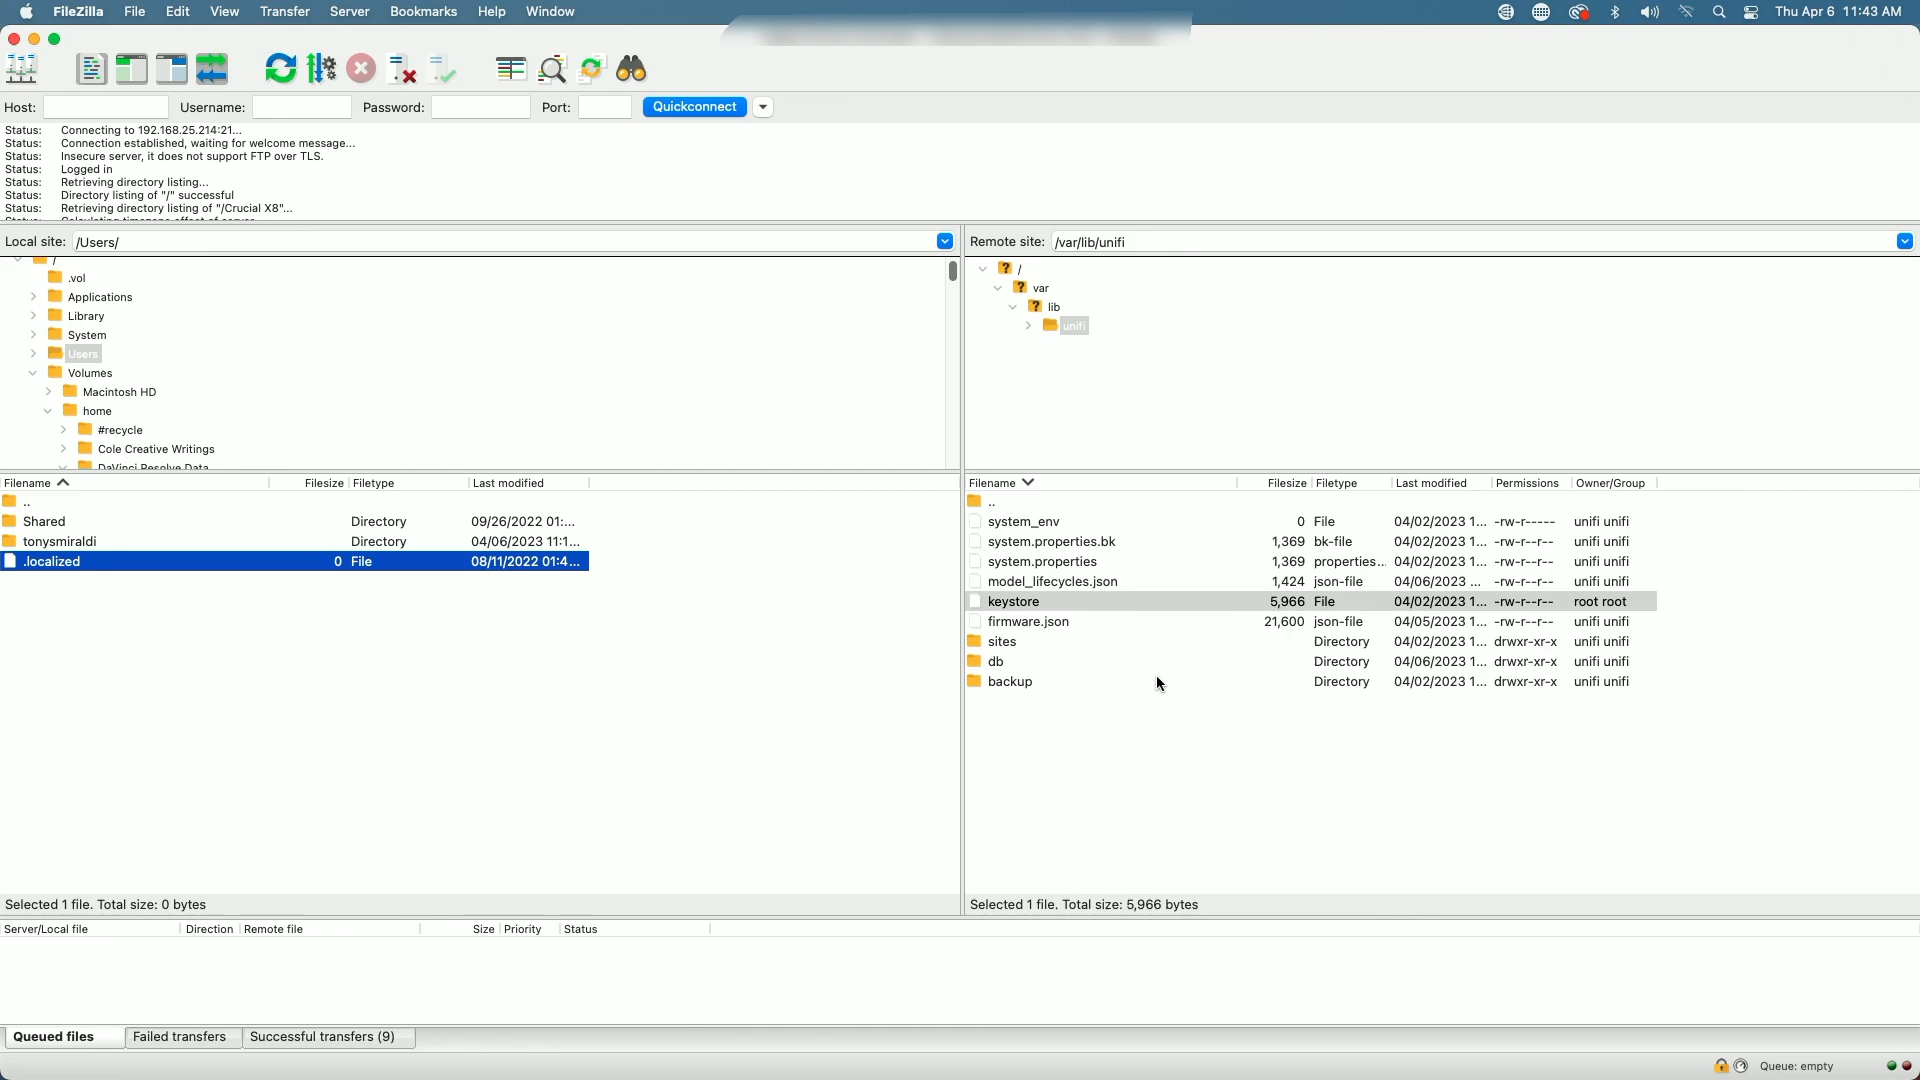 FileZilla File Edit View Transfer Server Bookmarks Help Window Thu Apr 6 11:43 AM
Host: Username: Password: Port: Quickconnect
Status: Connecting to 192.168.25.214:21...
Status: Connection established, waiting for welcome message...
Status: Insecure server, it does not support FTP over TLS.
Status: Logged in
Status: Retrieving directory listing...
Status: Directory listing of "/" successful
Status: Retrieving directory listing of "/Crucial X8"...
Status: Calculating timezone offset of server...
Local site: /Users/
/
.vol
Applications
Library
System
Users
Volumes
Macintosh HD
home
#recycle
Cole Creative Writings
DaVinci Resolve Data
Remote site: /var/lib/unifi
/
var
lib
unifi
Filename Filesize Filetype Last modified
..
Shared Directory 09/26/2022 01:...
tonysmiraldi Directory 04/06/2023 11:1...
.localized 0 File 08/11/2022 01:4...
Selected 1 file. Total size: 0 bytes
Filename Filesize Filetype Last modified Permissions Owner/Group
..
system_env 0 File 04/02/2023 1... -rw-r----- unifi unifi
system.properties.bk 1,369 bk-file 04/02/2023 1... -rw-r--r-- unifi unifi
system.properties 1,369 properties... 04/02/2023 1... -rw-r--r-- unifi unifi
model_lifecycles.json 1,424 json-file 04/06/2023 ... -rw-r--r-- unifi unifi
keystore 5,966 File 04/02/2023 1... -rw-r--r-- root root
firmware.json 21,600 json-file 04/05/2023 1... -rw-r--r-- unifi unifi
sites Directory 04/02/2023 1... drwxr-xr-x unifi unifi
db Directory 04/06/2023 1... drwxr-xr-x unifi unifi
backup Directory 04/02/2023 1... drwxr-xr-x unifi unifi
Selected 1 file. Total size: 5,966 bytes
Server/Local file Direction Remote file Size Priority Status
Queued files Failed transfers Successful transfers (9)
Queue: empty